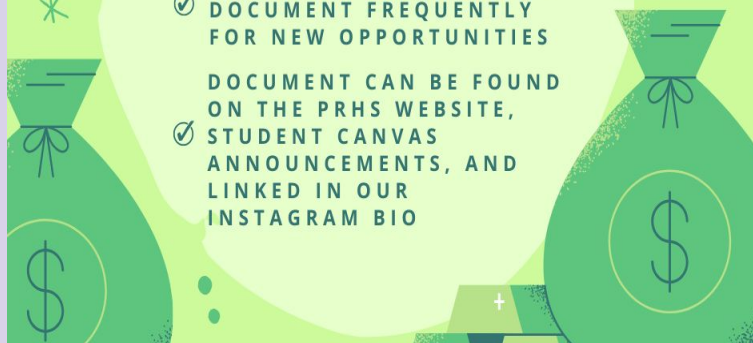 DOCUMENT FREQUENTLY
FOR NEW OPPORTUNITIES
DOCUMENT CAN BE FOUND
ON THE PRHS WEBSITE,
STUDENT CANVAS
ANNOUNCEMENTS, AND
LINKED IN OUR
INSTAGRAM BIO
$
$